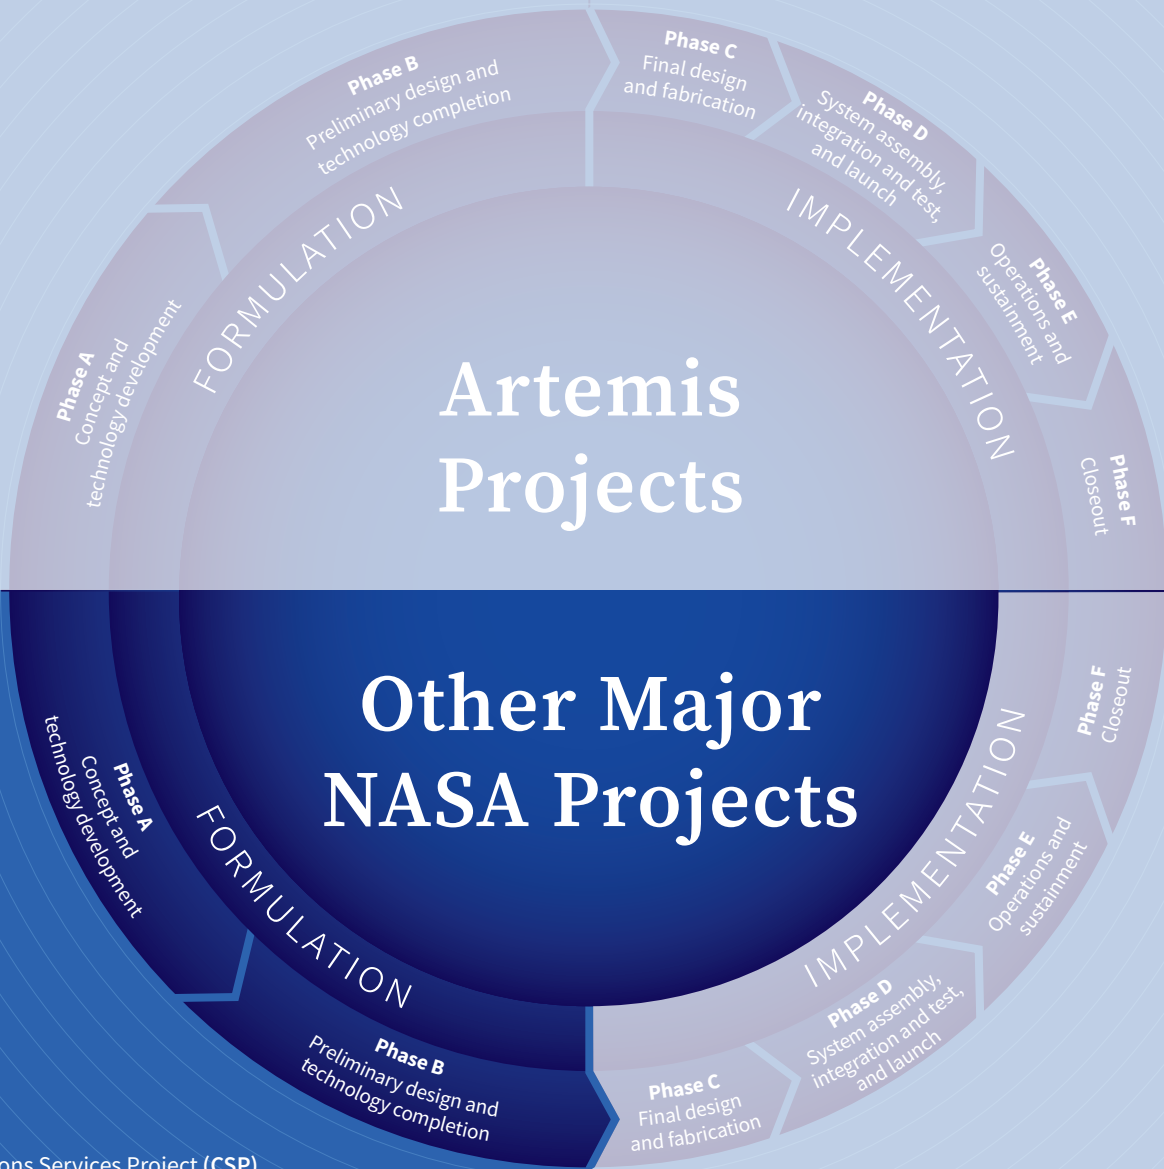 Phase B
Preliminary design and
technology completion
Phase C
Final design
and fabrication
Phase D
System assembly,
integration and test,
and launch
FORMULATION
IMPLEMENTATION
Phase A
Concept and
technology development
Phase E
Operations and
sustainment
Artemis
Projects
Phase F
Closeout
Other Major
NASA Projects
Phase F
Closeout
Phase A
Concept and
technology development
FORMULATION
IMPLEMENTATION
Phase E
Operations and
sustainment
Phase D
System assembly,
integration and test,
and launch
Phase B
Preliminary design and
technology completion
Phase C
Final design
and fabrication
Services Project (CSP)